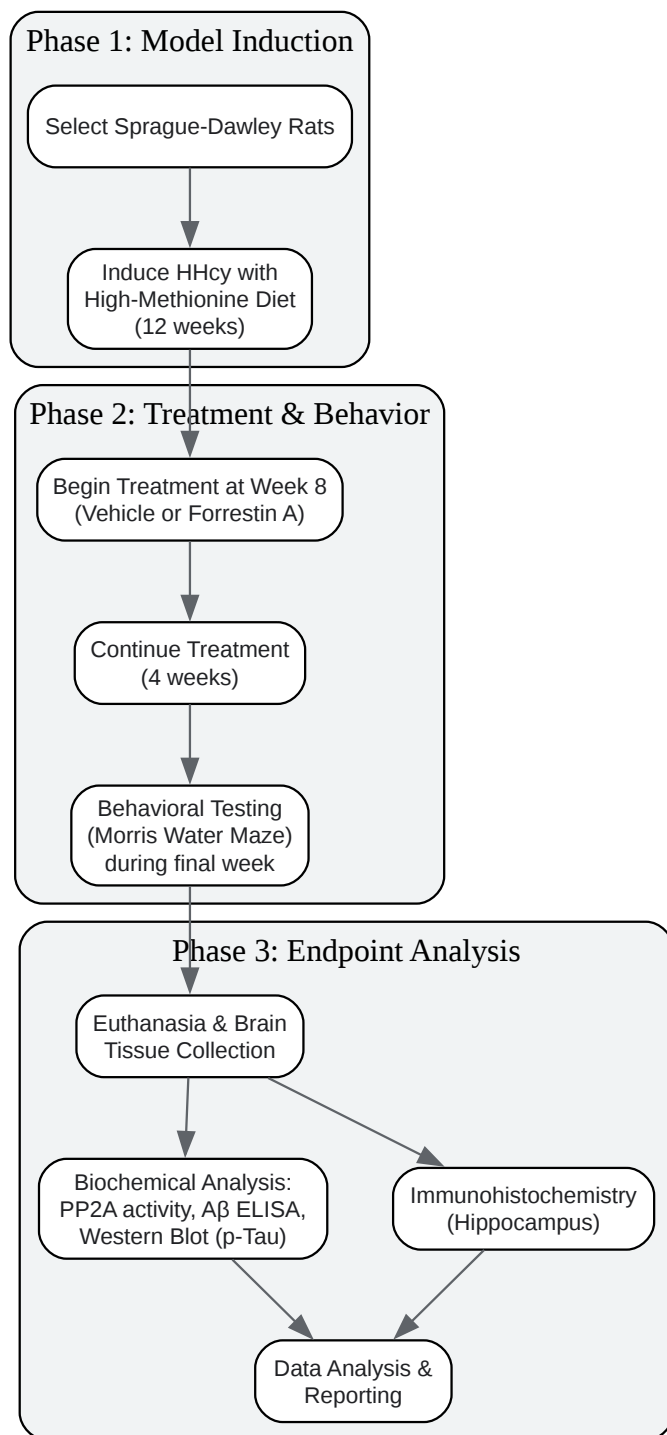 Phase 1: Model Induction
Select Sprague-Dawley Rats
Induce HHcy with
High-Methionine Diet
(12 weeks)
Phase 2: Treatment & Behavior
Begin Treatment at Week 8
(Vehicle or Forrestin A)
Continue Treatment
(4 weeks)
Behavioral Testing
(Morris Water Maze)
during final week
Phase 3: Endpoint Analysis
Euthanasia & Brain
Tissue Collection
Biochemical Analysis:
PP2A activity, Aβ ELISA,
Western Blot (p-Tau)
Immunohistochemistry
(Hippocampus)
Data Analysis &
Reporting